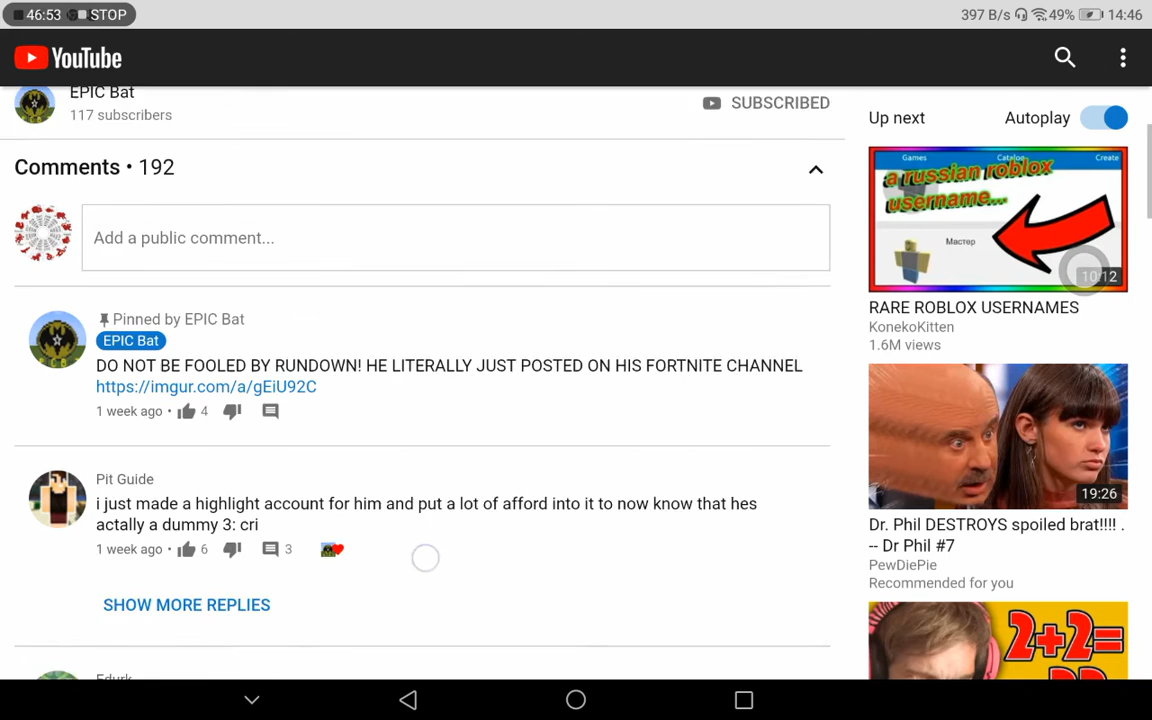 46:53 STOP
397 B/s 49% 14:46
YouTube
EPIC Bat
117 subscribers
SUBSCRIBED
Comments • 192
Add a public comment...
Pinned by EPIC Bat
EPIC Bat
DO NOT BE FOOLED BY RUNDOWN! HE LITERALLY JUST POSTED ON HIS FORTNITE CHANNEL
https://imgur.com/a/gEiU92C
1 week ago • 4
Pit Guide
i just made a highlight account for him and put a lot of afford into it to now know that hes
actally a dummy 3: cri
1 week ago • 6 3
SHOW MORE REPLIES
Edurk
Up next
Autoplay
Games Catalog Create
a russian roblox
username...
Мастер
10:12
RARE ROBLOX USERNAMES
KonekoKitten
1.6M views
19:26
Dr. Phil DESTROYS spoiled brat!!!! .
-- Dr Phil #7
PewDiePie
Recommended for you
2+2=